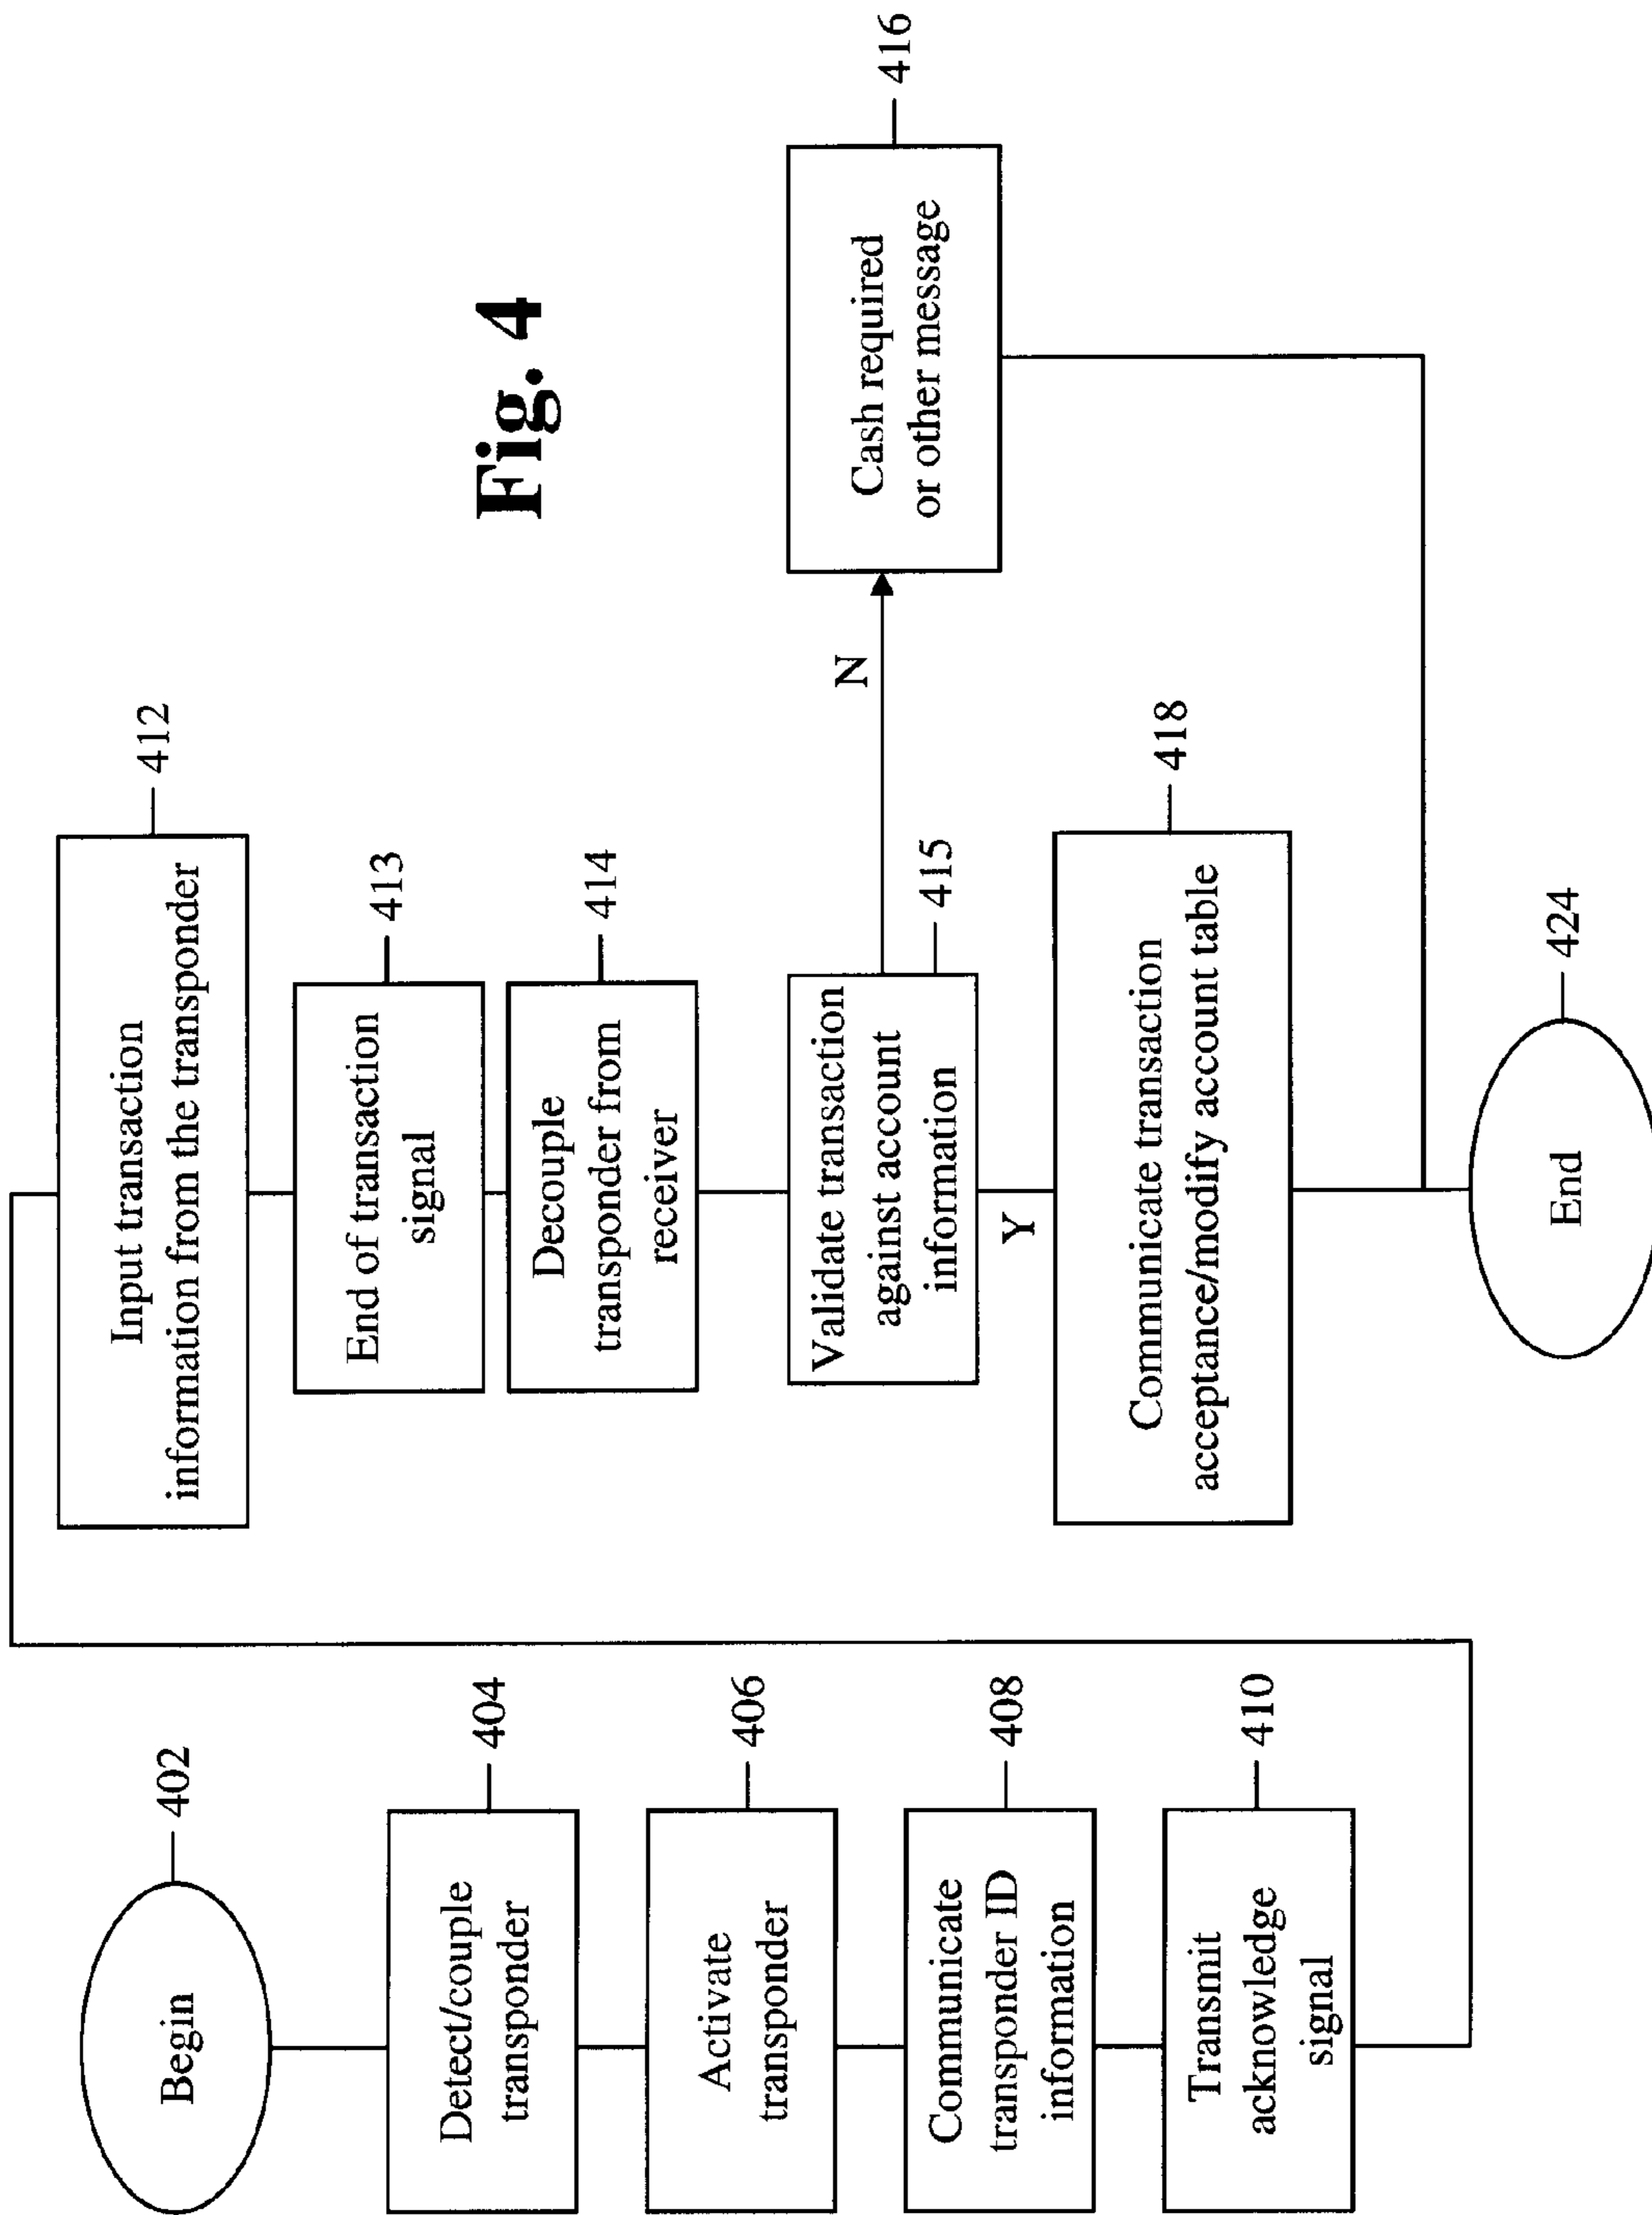 Fig. 4
Begin
402
Detect/couple
transponder
404
Activate
transponder
406
Communicate
transponder ID
information
408
Transmit
acknowledge
signal
410
Input transaction
information from the transponder
412
End of transaction
signal
413
Decouple
transponder from
receiver
414
Validate transaction
against account
information
415
N
Cash required
or other message
416
Y
Communicate transaction
acceptance/modify account table
418
End
424